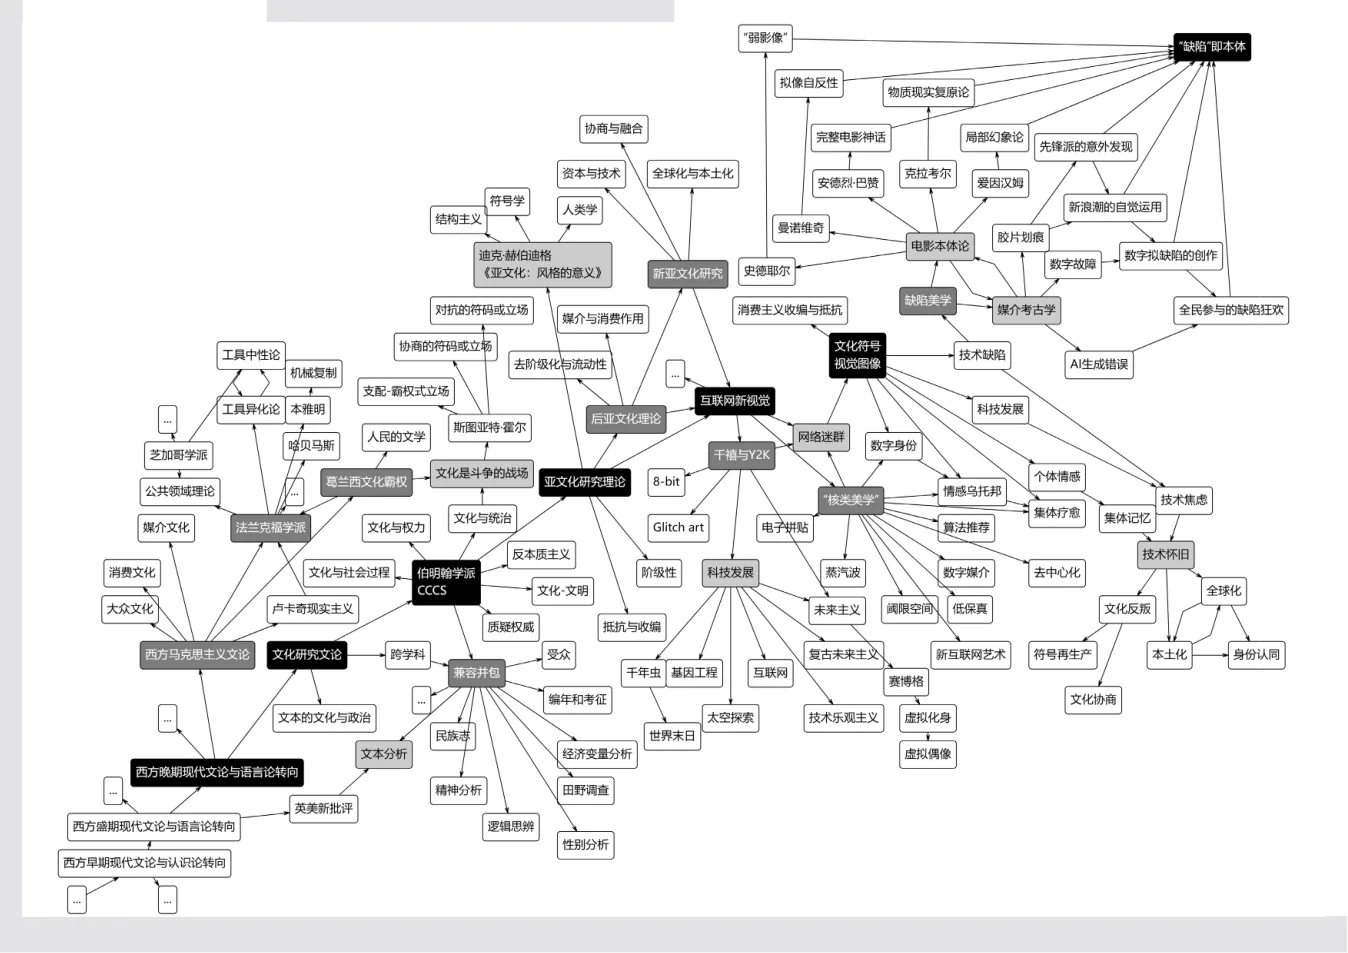 “弱影像”
“缺陷”即本体
拟像自反性
物质现实复原论
协商与融合
完整电影神话
局部幻象论
先锋派的意外发现
资本与技术
全球化与本土化
安德烈·巴赞
克拉考尔
爱因汉姆
符号学
结构主义
人类学
新浪潮的自觉运用
曼诺维奇
胶片划痕
电影本体论
迪克·赫伯迪格
《亚文化：风格的意义》
新亚文化研究
史德耶尔
数字故障
数字拟缺陷的创作
缺陷美学
媒介考古学
全民参与的缺陷狂欢
对抗的符码或立场
媒介与消费作用
消费主义收编与抵抗
协商的符码或立场
文化符号
视觉图像
技术缺陷
工具中性论
去阶级化与流动性
AI生成错误
机械复制
...
支配-霸权式立场
互联网新视觉
工具异化论
本雅明
科技发展
...
后亚文化理论
斯图亚特·霍尔
人民的文学
网络迷群
哈贝马斯
数字身份
芝加哥学派
千禧与Y2K
文化是斗争的战场
个体情感
葛兰西文化霸权
8-bit
亚文化研究理论
公共领域理论
...
情感乌托邦
“核类美学”
技术焦虑
集体疗愈
集体记忆
媒介文化
法兰克福学派
文化与权力
文化与统治
Glitch art
电子拼贴
算法推荐
反本质主义
技术怀旧
消费文化
文化与社会过程
伯明翰学派
CCCS
阶级性
科技发展
蒸汽波
数字媒介
去中心化
文化-文明
全球化
大众文化
卢卡奇现实主义
未来主义
阈限空间
低保真
文化反叛
质疑权威
抵抗与收编
西方马克思主义文论
文化研究文论
跨学科
受众
复古未来主义
新互联网艺术
符号再生产
本土化
身份认同
兼容并包
千年虫
基因工程
互联网
赛博格
...
编年和考征
文化协商
...
文本的文化与政治
太空探索
技术乐观主义
虚拟化身
民族志
世界末日
文本分析
经济变量分析
虚拟偶像
西方晚期现代文论与语言论转向
...
精神分析
田野调查
英美新批评
西方盛期现代文论与语言论转向
逻辑思辨
性别分析
西方早期现代文论与认识论转向
...
...